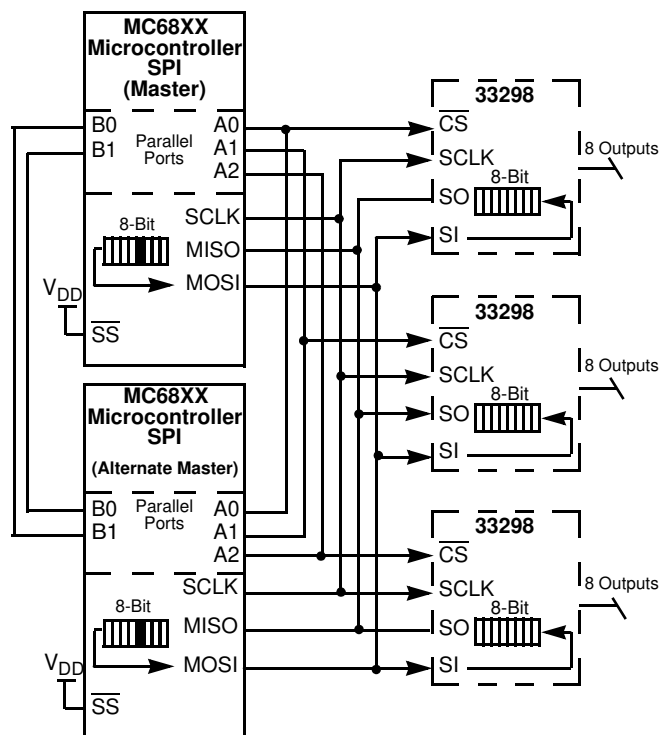 MC68XX
Microcontroller
SPI
(Master)
B0
B1
Parallel
Ports
A0
A1
A2
SCLK
8-Bit
MISO
MOSI
VDD
SS
MC68XX
Microcontroller
SPI
(Alternate Master)
B0
B1
Parallel
Ports
A0
A1
A2
SCLK
8-Bit
MISO
MOSI
VDD
SS
33298
CS
SCLK
8-Bit
SO
SI
8 Outputs
33298
CS
SCLK
8-Bit
SO
SI
8 Outputs
33298
CS
SCLK
8-Bit
SO
SI
8 Outputs